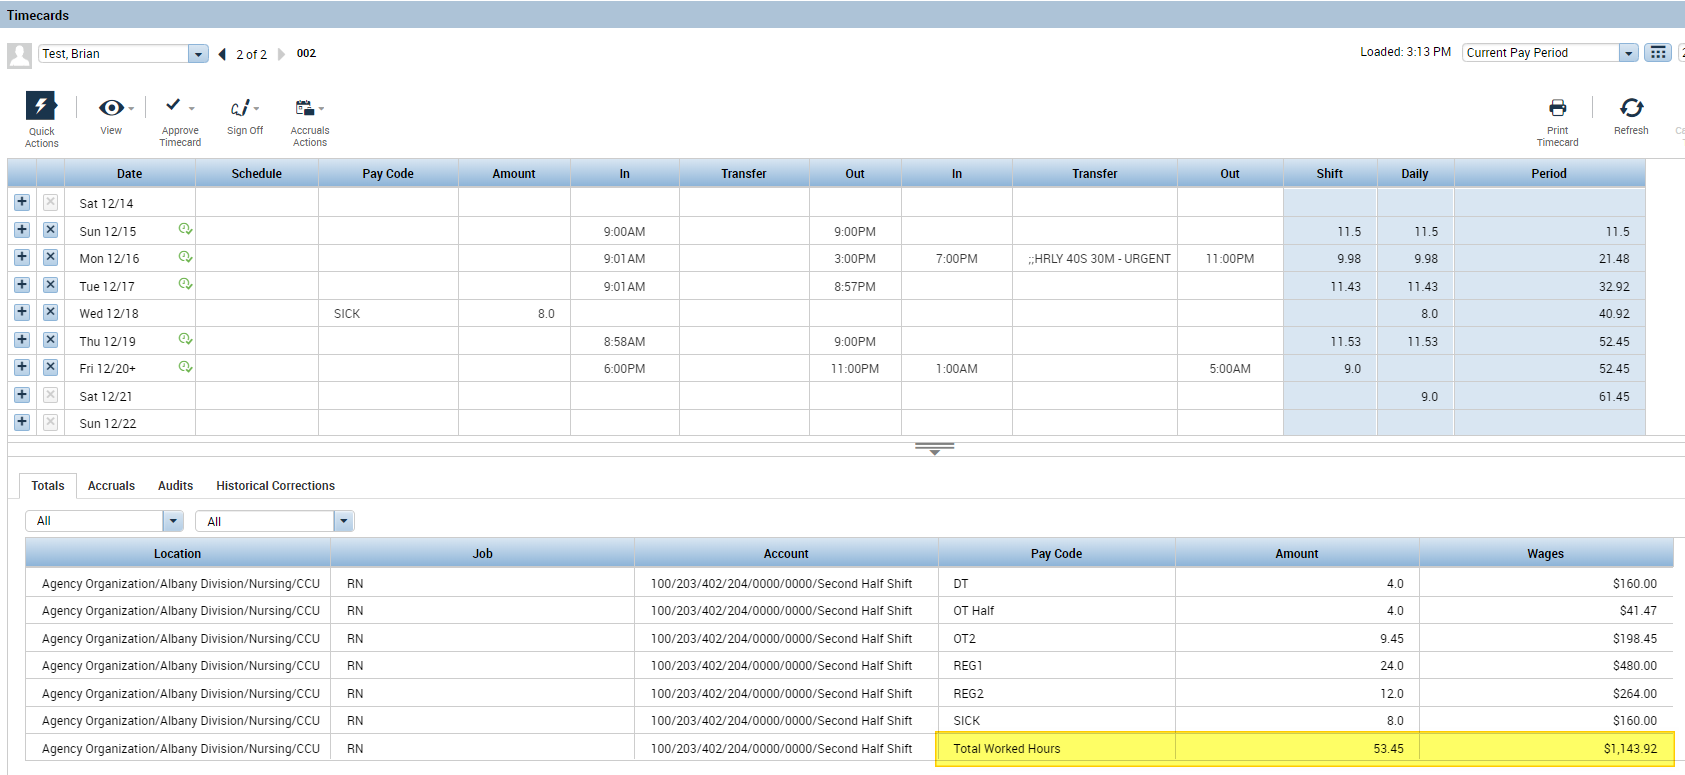 Timecards
Test, Brian 2 of 2 002 Loaded: 3:13 PM Current Pay Period
Quick Actions View Approve Timecard Sign Off Accruals Actions Print Timecard Refresh
Date Schedule Pay Code Amount In Transfer Out In Transfer Out Shift Daily Period
Sat 12/14
Sun 12/15 9:00AM 9:00PM 11.5 11.5 11.5
Mon 12/16 9:01AM 3:00PM 7:00PM ;;HRLY 40S 30M - URGENT 11:00PM 9.98 9.98 21.48
Tue 12/17 9:01AM 8:57PM 11.43 11.43 32.92
Wed 12/18 SICK 8.0 8.0 40.92
Thu 12/19 8:58AM 9:00PM 11.53 11.53 52.45
Fri 12/20+ 6:00PM 11:00PM 1:00AM 5:00AM 9.0 52.45
Sat 12/21 9.0 61.45
Sun 12/22
Totals Accruals Audits Historical Corrections
All All
Location Job Account Pay Code Amount Wages
Agency Organization/Albany Division/Nursing/CCU RN 100/203/402/204/0000/0000/Second Half Shift DT 4.0 $160.00
Agency Organization/Albany Division/Nursing/CCU RN 100/203/402/204/0000/0000/Second Half Shift OT Half 4.0 $41.47
Agency Organization/Albany Division/Nursing/CCU RN 100/203/402/204/0000/0000/Second Half Shift OT2 9.45 $198.45
Agency Organization/Albany Division/Nursing/CCU RN 100/203/402/204/0000/0000/Second Half Shift REG1 24.0 $480.00
Agency Organization/Albany Division/Nursing/CCU RN 100/203/402/204/0000/0000/Second Half Shift REG2 12.0 $264.00
Agency Organization/Albany Division/Nursing/CCU RN 100/203/402/204/0000/0000/Second Half Shift SICK 8.0 $160.00
Agency Organization/Albany Division/Nursing/CCU RN 100/203/402/204/0000/0000/Second Half Shift Total Worked Hours 53.45 $1,143.92